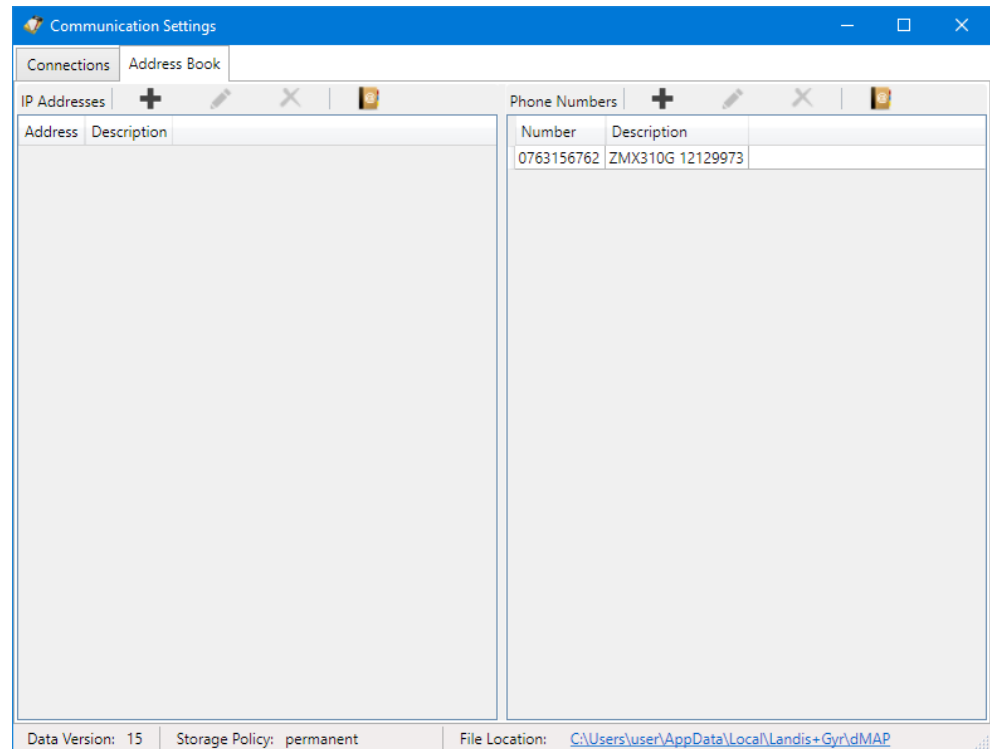 Communication Settings
Connections Address Book
IP Addresses
Address Description
Phone Numbers
Number Description
0763156762 ZMX310G 12129973
Data Version: 15 Storage Policy: permanent File Location: C:\Users\user\AppData\Local\Landis+Gyr\dMAP